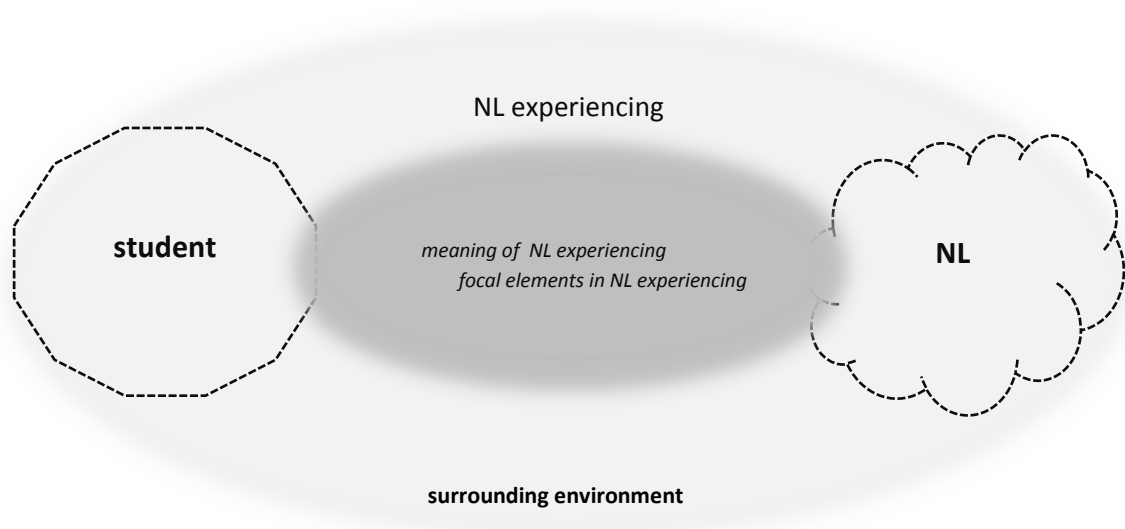 NL experiencing
student
meaning of NL experiencing
focal elements in NL experiencing
NL
surrounding environment